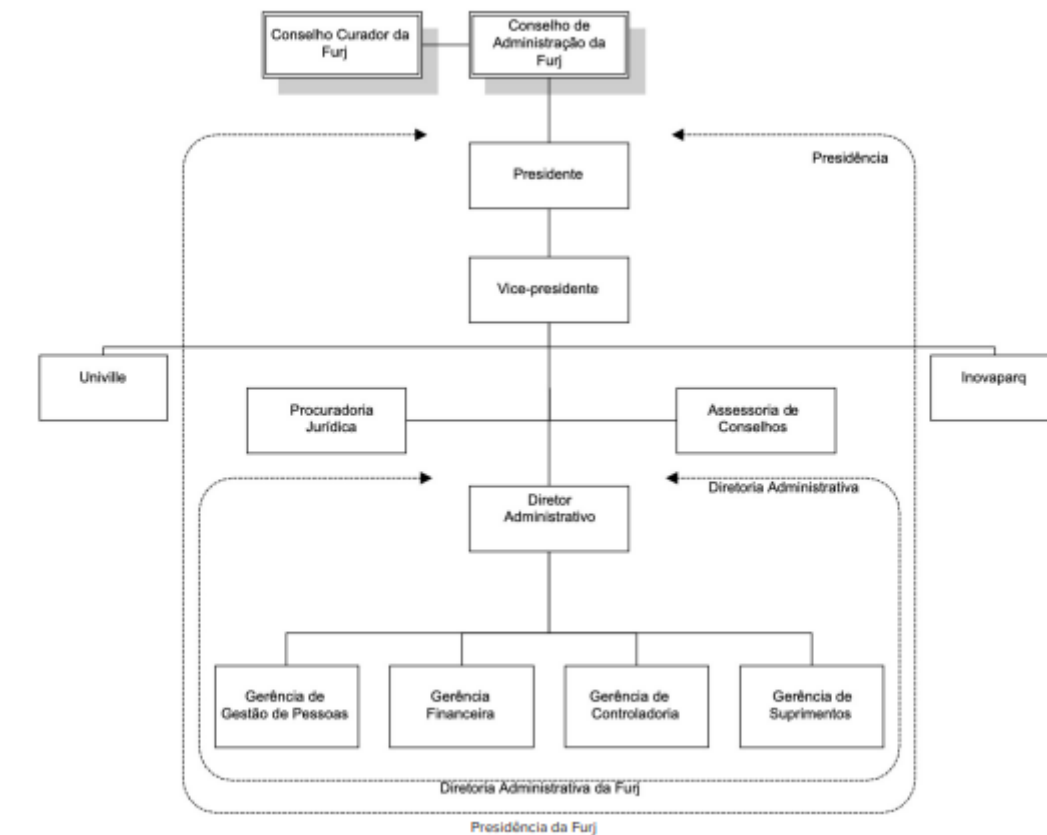 Conselho Curador da
Furj
Conselho de
Administração da
Furj
Presidência
Presidente
Vice-presidente
Univille
Inovaparq
Procuradoria
Jurídica
Assessoria de
Conselhos
Diretoria Administrativa
Diretor
Administrativo
Gerência de
Gestão de Pessoas
Gerência
Financeira
Gerência de
Controladoria
Gerência de
Suprimentos
Diretoria Administrativa da Furj
Presidência da Furj